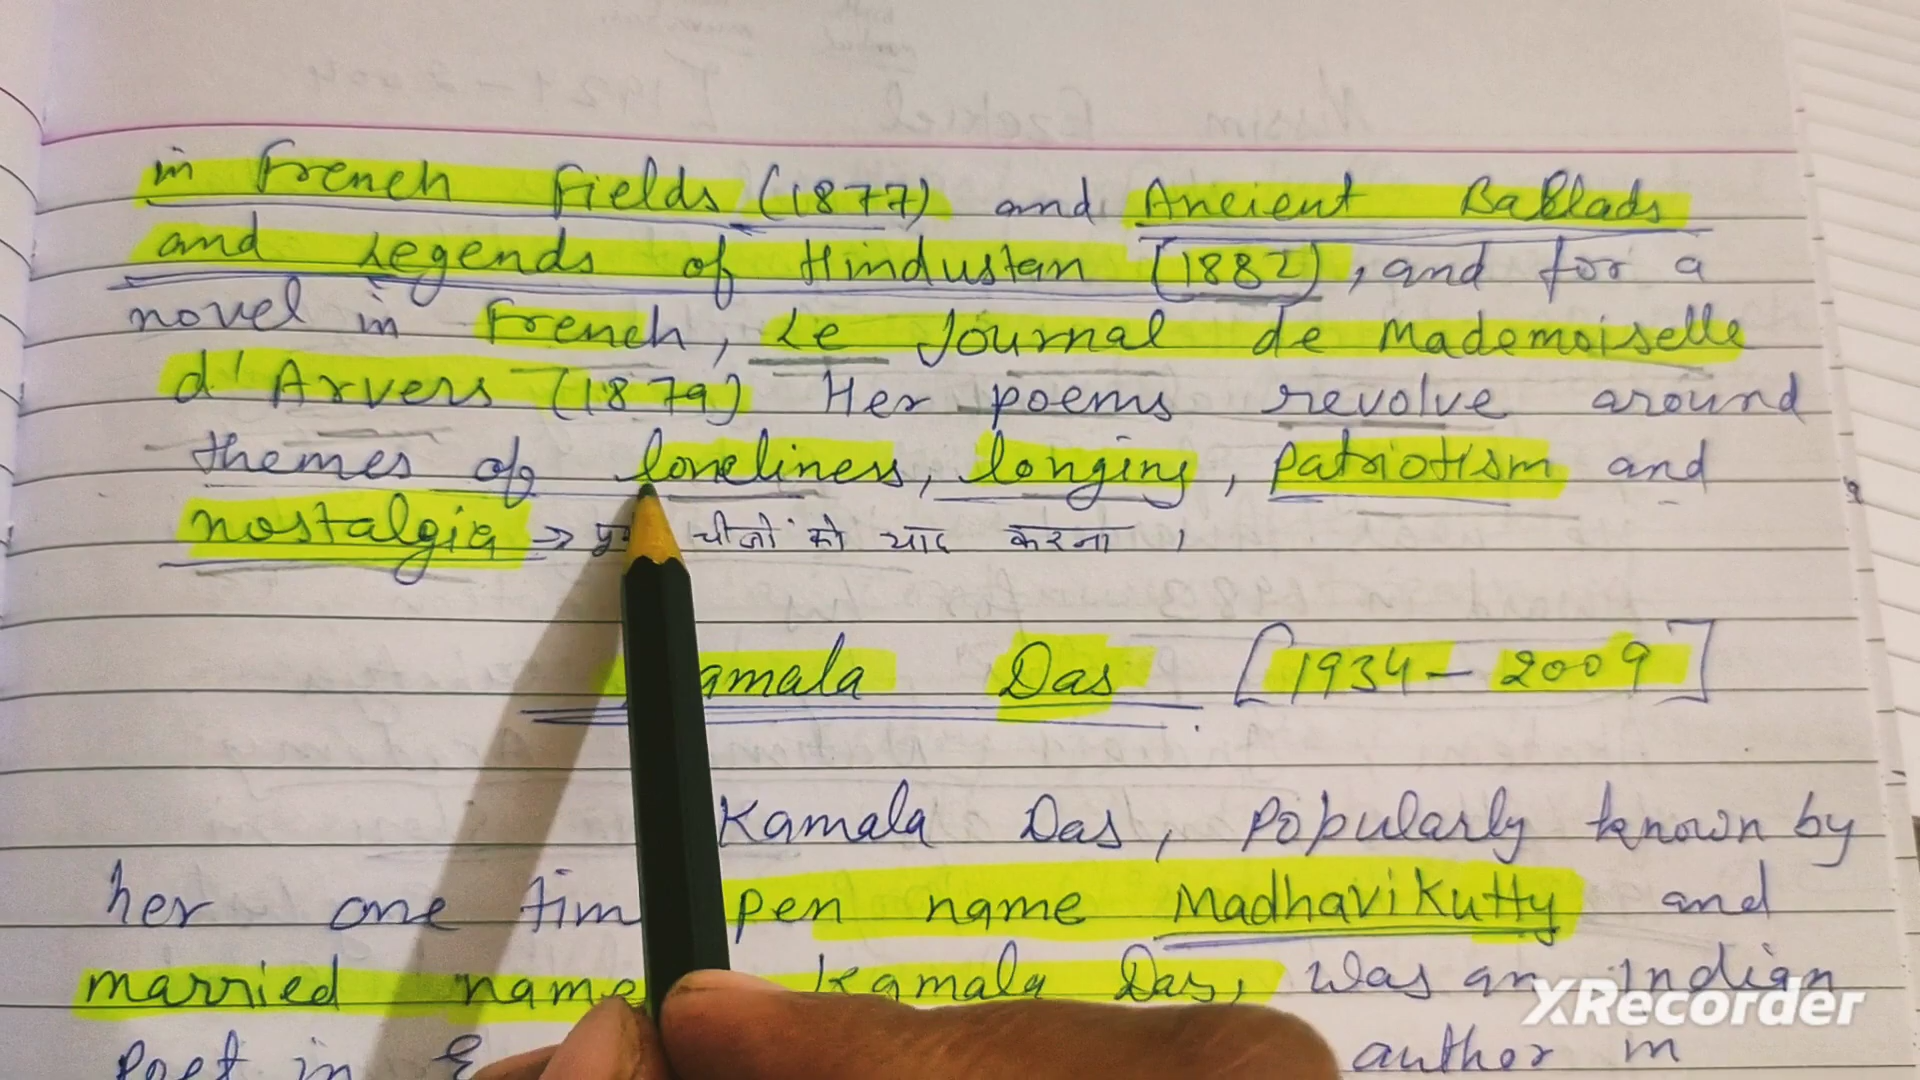 in French Fields (1877) and Ancient Ballads
and Legends of Hindustan (1882), and for a
novel in French, Le Journal de Mademoiselle
d'Arvers (1879) Her poems revolve around
themes of loneliness, longing, patriotism and
nostalgia → चीजों को याद करना ।
Kamala Das [1934-2009]
Kamala Das, Popularly known by
her one tim pen name Madhavikutty and
married name Kamala Das, was an Indian
Poet in author in
XRecorder